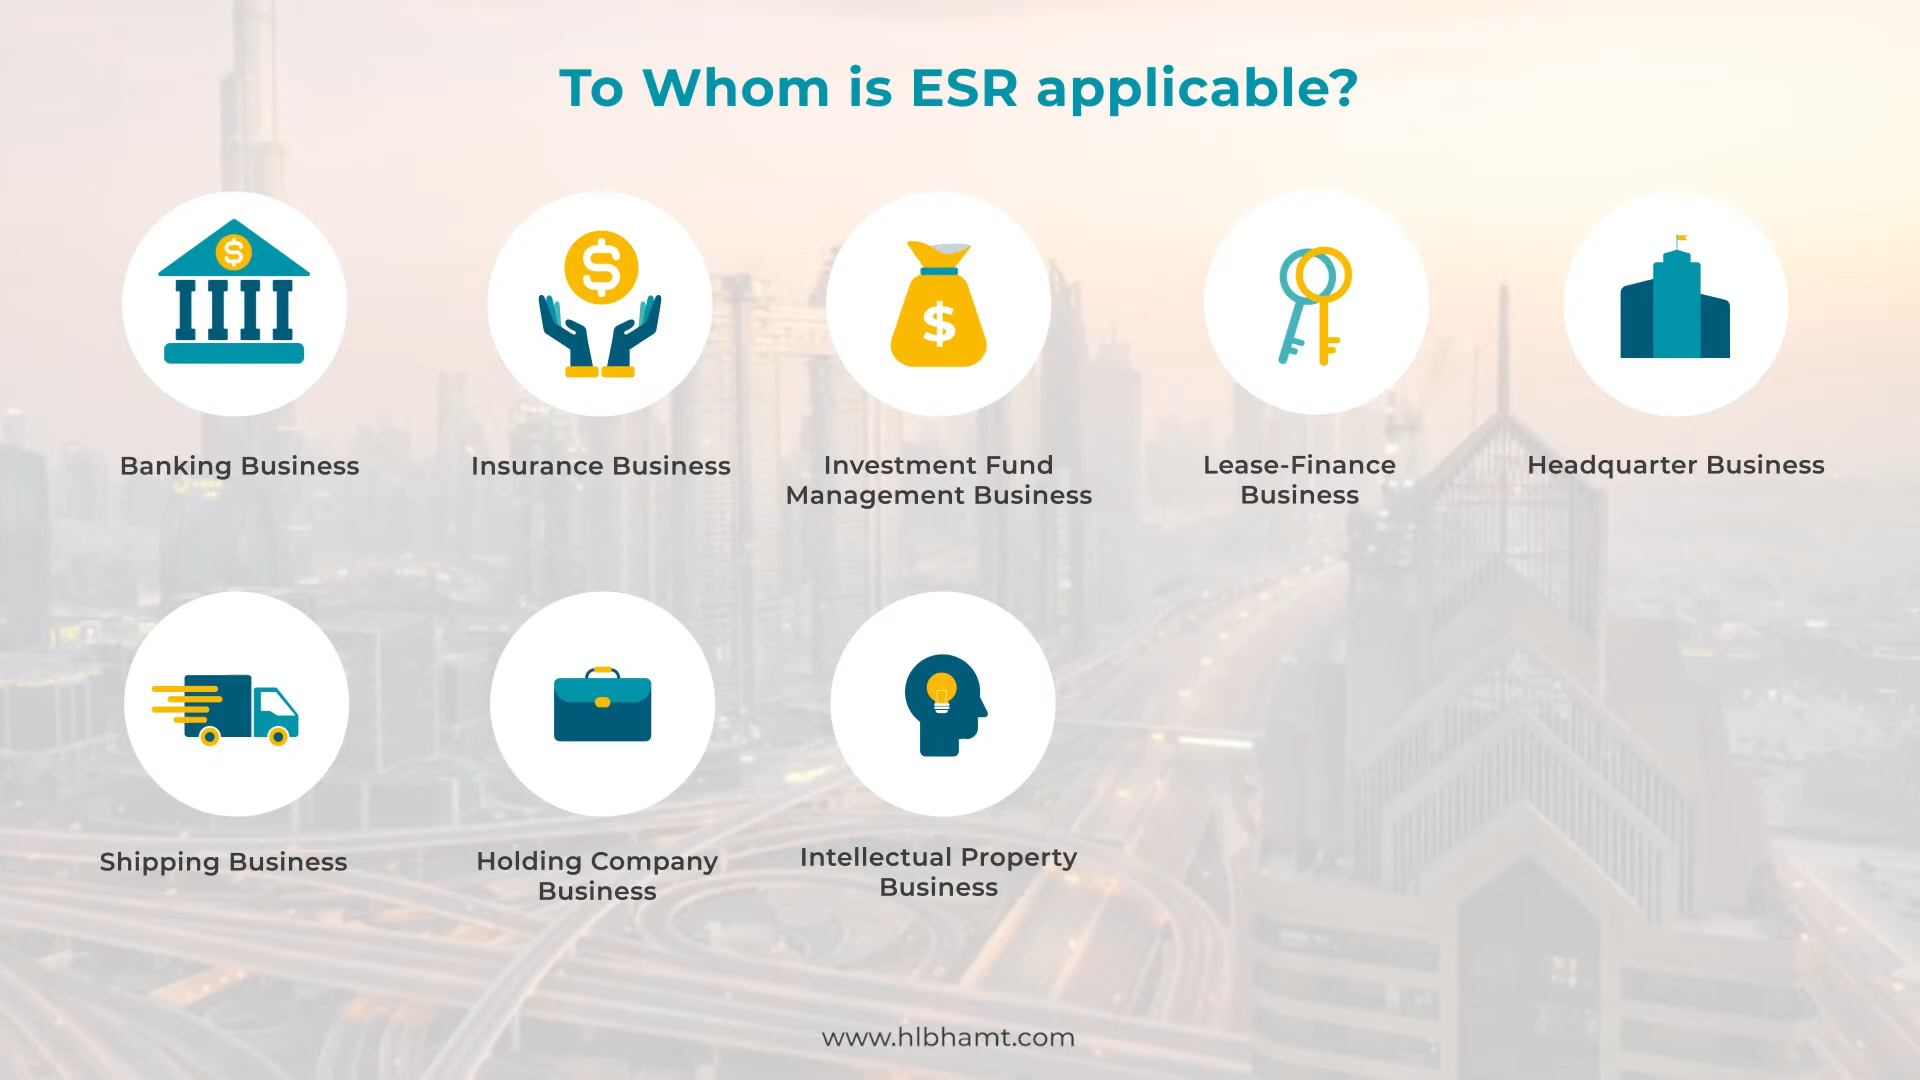 To Whom is ESR applicable?
$
$
$
Banking Business
Insurance Business
Investment Fund
Management Business
Lease-Finance
Business
Headquarter Business
Shipping Business
Holding Company
Business
Intellectual Property
Business
www.hlbhamt.com